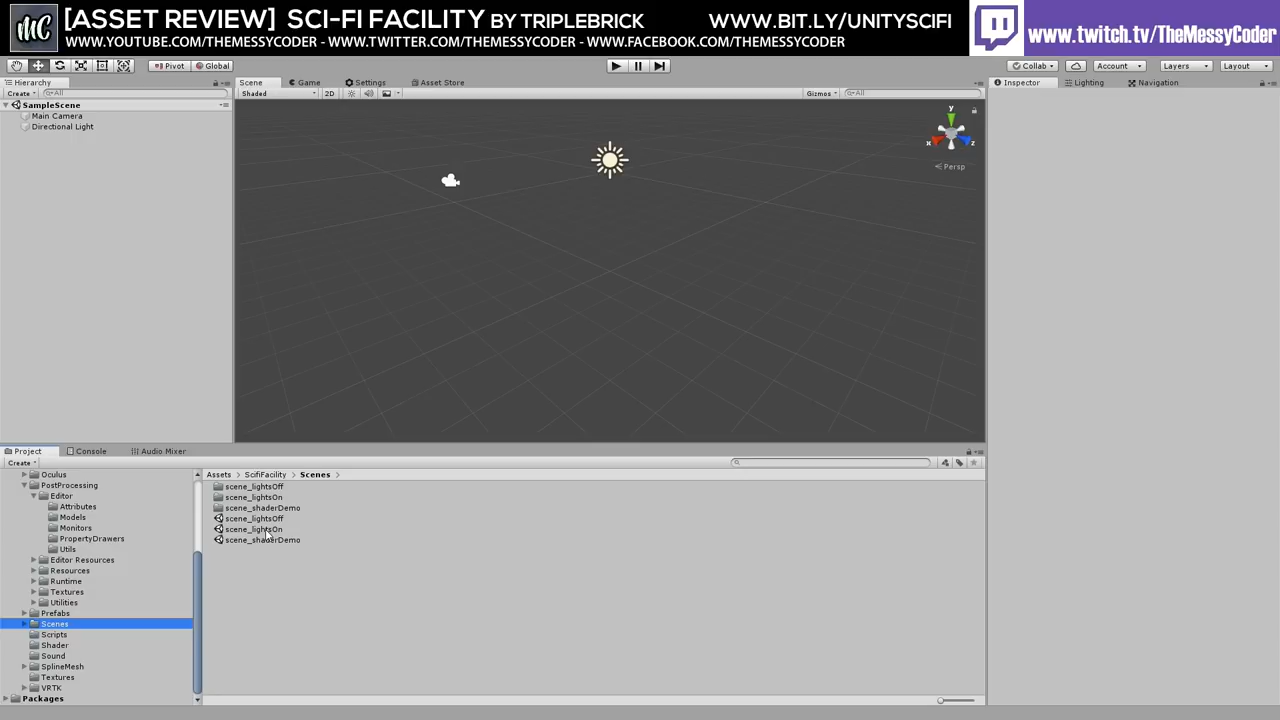 [ASSET REVIEW] SCI-FI FACILITY BY TRIPLEBRICK
WWW.BIT.LY/UNITYSCIFI
WWW.YOUTUBE.COM/THEMESSYCODER - WWW.TWITTER.COM/THEMESSYCODER - WWW.FACEBOOK.COM/THEMESSYCODER
MC
www.twitch.tv/TheMessyCoder
Pivot
Global
Collab
Account
Layers
Layout
Hierarchy
Create
All
SampleScene
Main Camera
Directional Light
Scene
Game
Settings
Asset Store
Shaded
2D
Gizmos
All
y
x
z
Persp
Inspector
Lighting
Navigation
Project
Console
Audio Mixer
Create
Oculus
PostProcessing
Editor
Attributes
Models
Monitors
PropertyDrawers
Utils
Editor Resources
Resources
Runtime
Textures
Utilities
Prefabs
Scenes
Scripts
Shader
Sound
SplineMesh
Textures
VRTK
Packages
Assets
ScifiFacility
Scenes
scene_lightsOff
scene_lightsOn
scene_shaderDemo
scene_lightsOff
scene_lightsOn
scene_shaderDemo